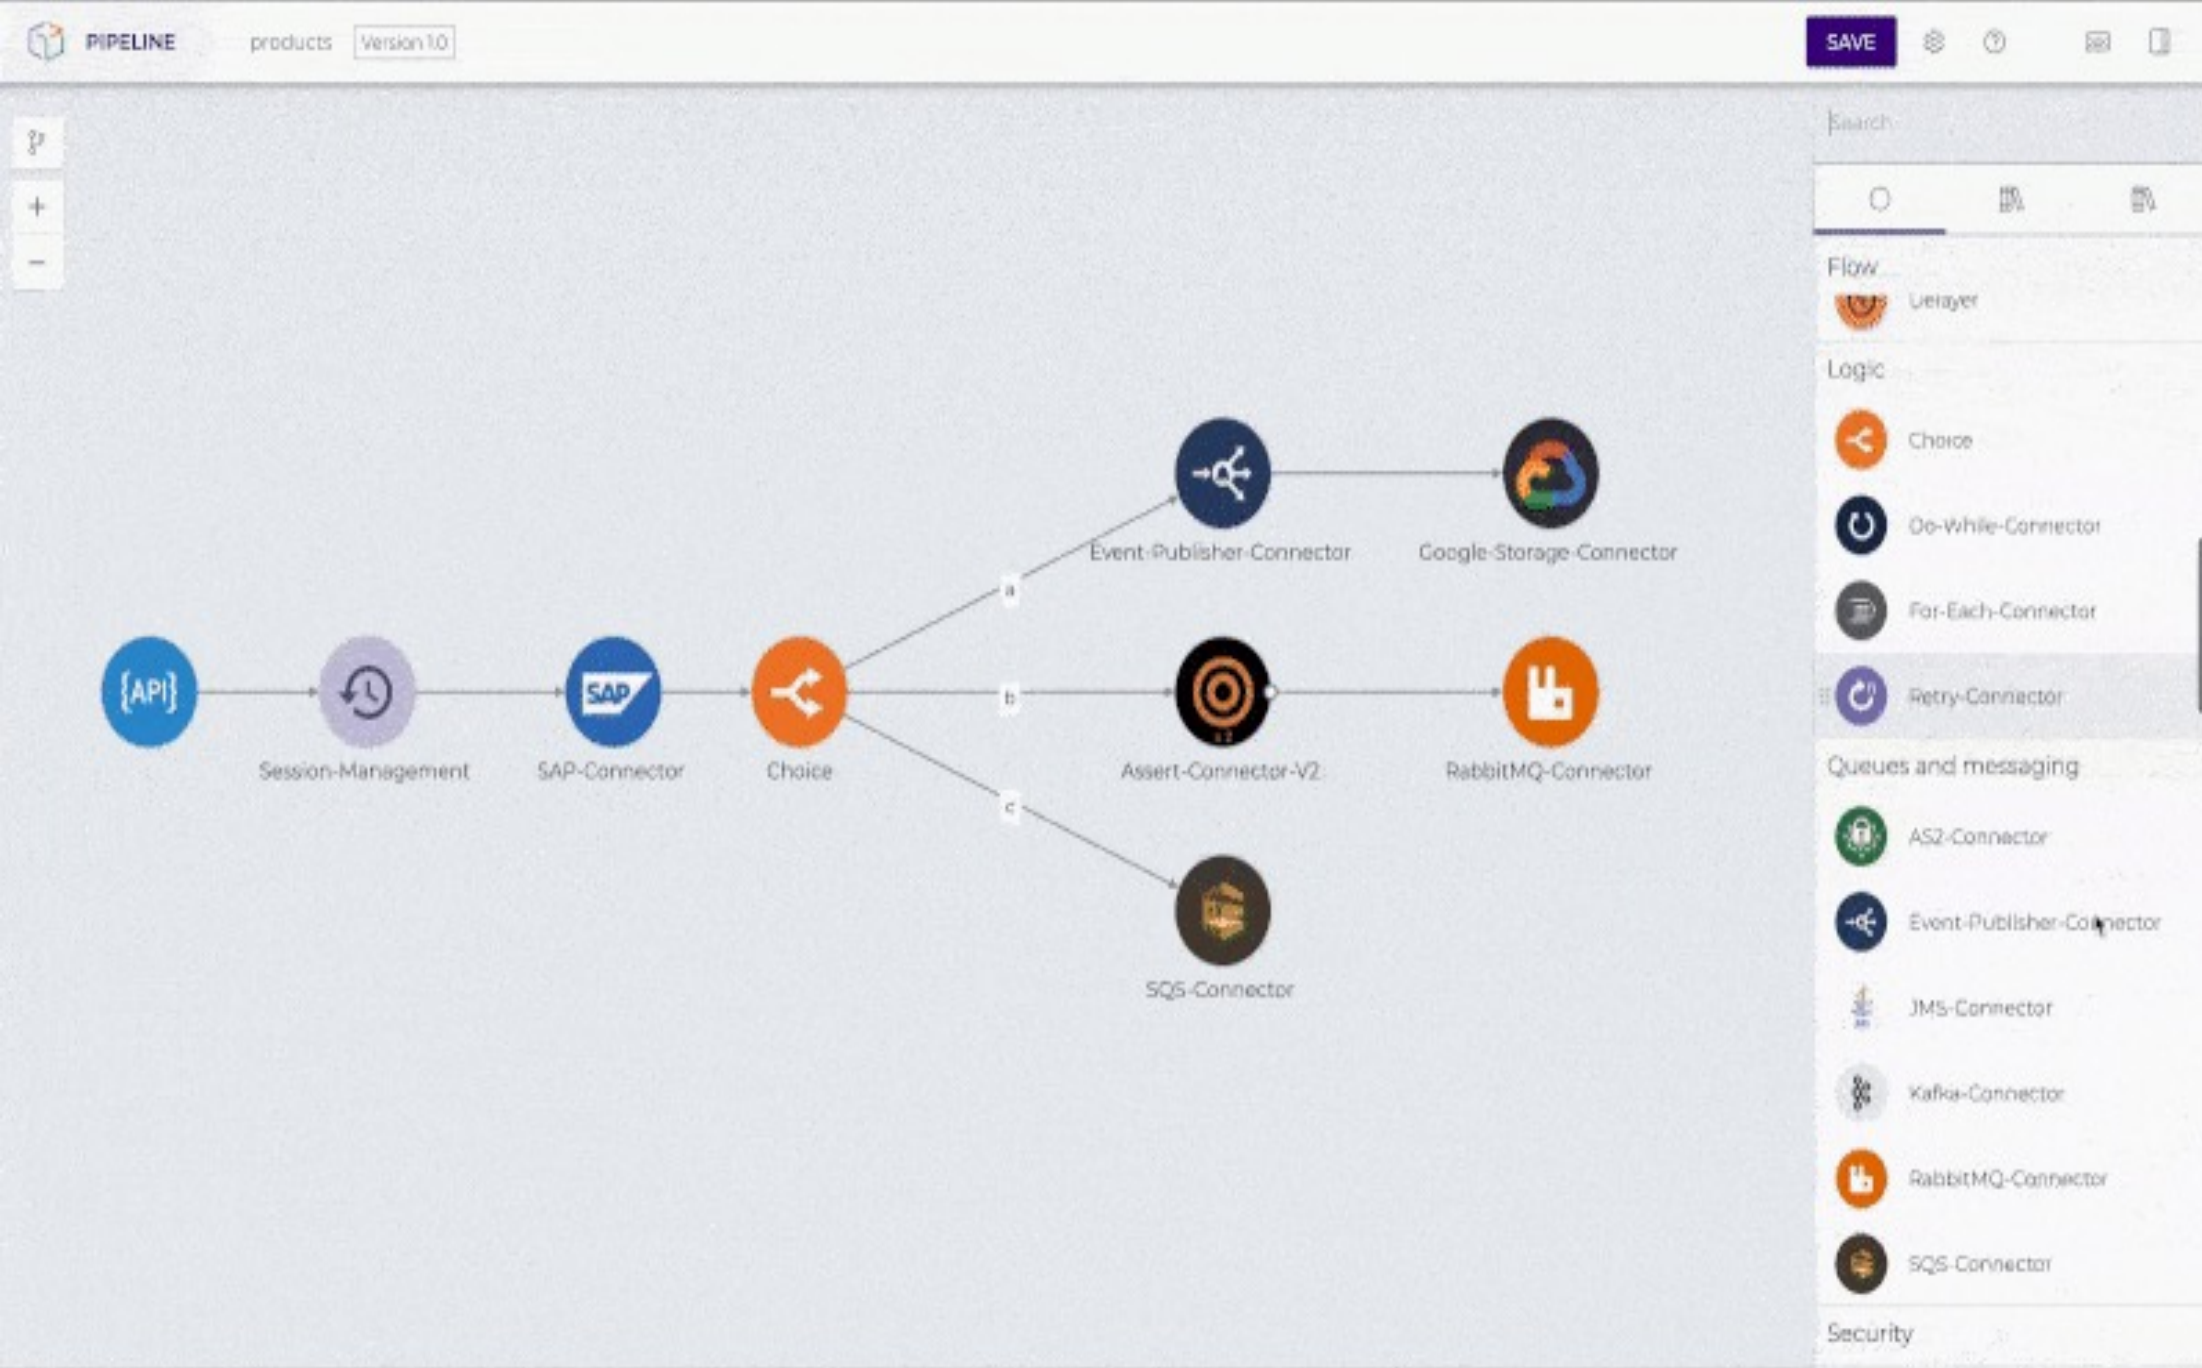 PIPELINE
products
Version 1.0
SAVE
Search
Flow
Delayer
Logic
Choice
Do-While-Connector
For-Each-Connector
Retry-Connector
Queues and messaging
AS2-Connector
Event-Publisher-Connector
JMS-Connector
Kafka-Connector
RabbitMQ-Connector
SQS-Connector
Security
Event-Publisher-Connector
Google-Storage-Connector
a
{API}
Session-Management
SAP
SAP-Connector
Choice
b
Assert-Connector-V2
RabbitMQ-Connector
c
SQS-Connector